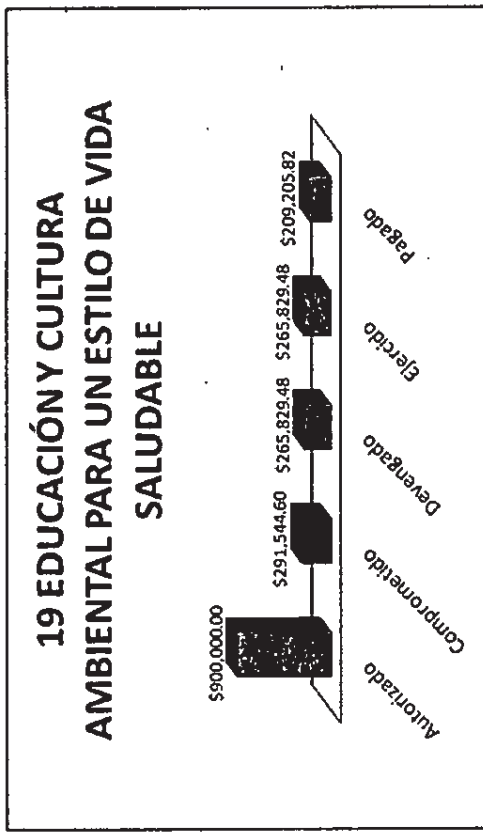 19 EDUCACIÓN Y CULTURA
AMBIENTAL PARA UN ESTILO DE VIDA
SALUDABLE
$900,000.00
$291,544.60
$265,829.48
$265,829.48
$209,205.82
Autorizado
Comprometido
Devengado
Ejercido
Pagado